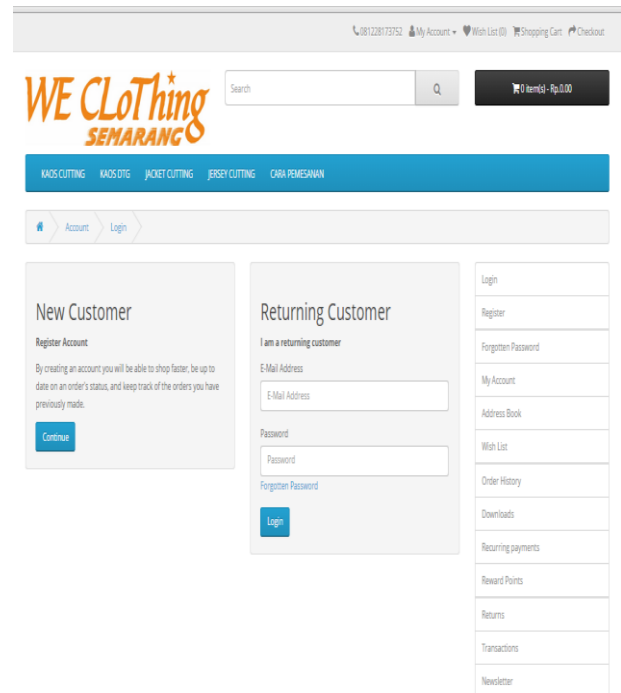 081228173752 My Account Wish List (0) Shopping Cart Checkout
WE CLoThing
SEMARANG
Search
0 item(s) - Rp.0.00
KAOS CUTTING KAOS DTG JACKET CUTTING JERSEY CUTTING CARA PEMESANAN
Account Login
New Customer
Register Account
By creating an account you will be able to shop faster, be up to
date on an order's status, and keep track of the orders you have
previously made.
Continue
Returning Customer
I am a returning customer
E-Mail Address
E-Mail Address
Password
Password
Forgotten Password
Login
Login
Register
Forgotten Password
My Account
Address Book
Wish List
Order History
Downloads
Recurring payments
Reward Points
Returns
Transactions
Newsletter